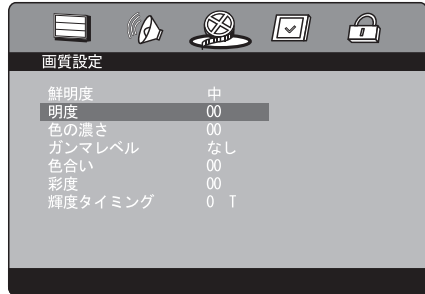 画質設定
鮮明度 中
明度 00
色の濃さ 00
ガンマレベル なし
色合い 00
彩度 00
輝度タイミング 0 T